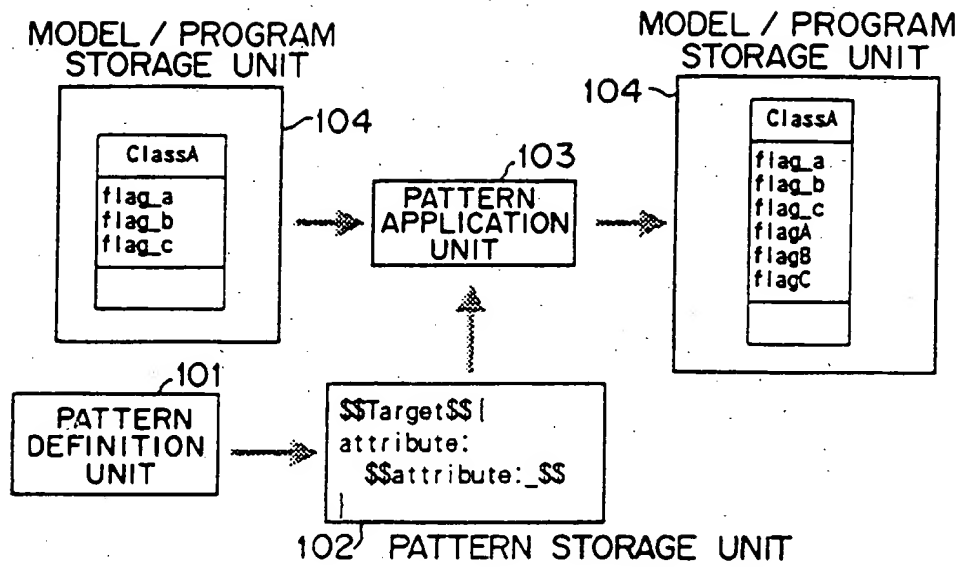 MODEL / PROGRAM
STORAGE UNIT
104
ClassA
flag_a
flag_b
flag_c
103
PATTERN
APPLICATION
UNIT
MODEL / PROGRAM
STORAGE UNIT
104
ClassA
flag_a
flag_b
flag_c
flagA
flagB
flagC
101
PATTERN
DEFINITION
UNIT
$$Target$${
attribute:
$$attribute:_$$
}
102 PATTERN STORAGE UNIT